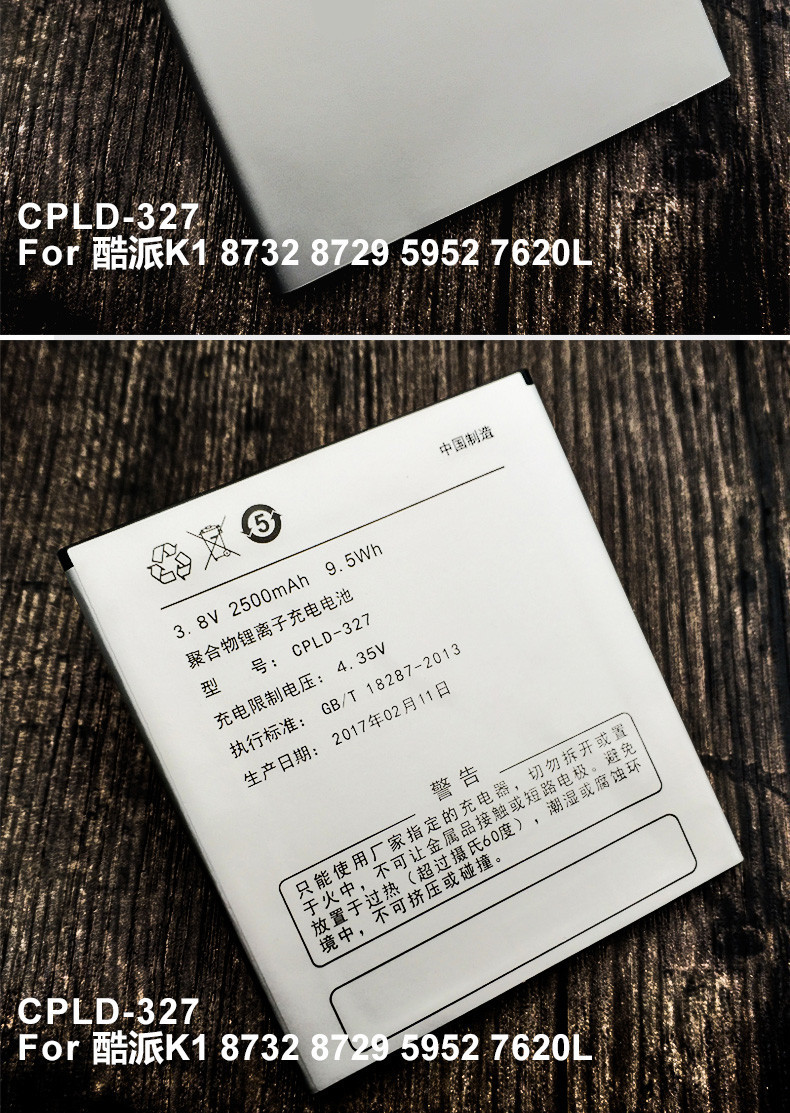 CPLD-327
For 酷派K1 8732 8729 5952 7620L
中国制造
5
3.8V 2500mAh 9.5Wh
聚合物锂离子充电电池
型 号: CPLD-327
充电限制电压: 4.35V
执行标准: GB/T 18287-2013
生产日期: 2017年02月11日
警告
只能使用厂家指定的充电器, 切勿拆开或置
于火中, 不可让金属品接触或短路电极。避免
放置于过热 (超过摄氏60度), 潮湿或腐蚀环
境中, 不可挤压或碰撞。
CPLD-327
For 酷派K1 8732 8729 5952 7620L